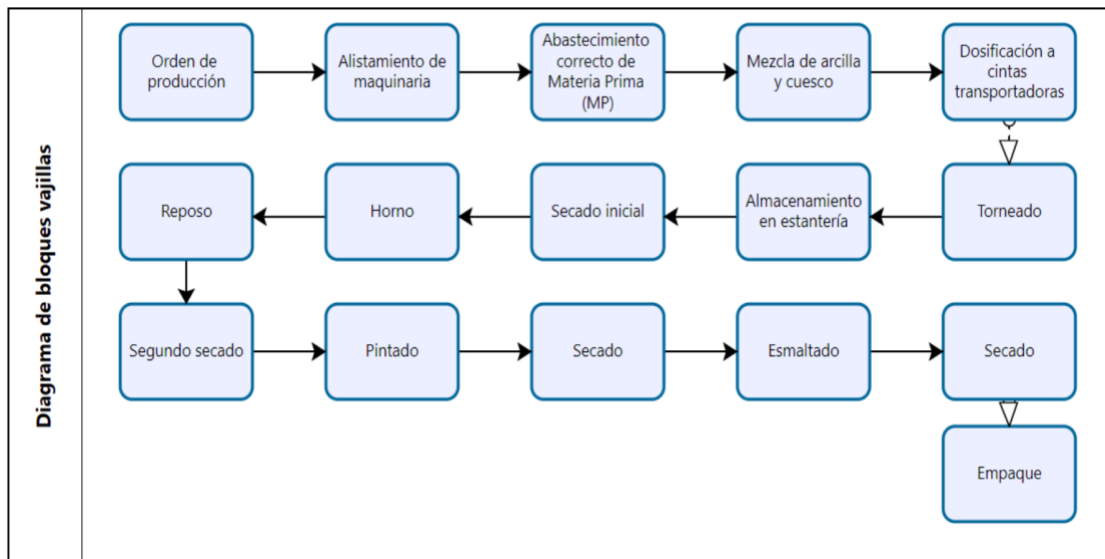 Diagrama de bloques vajillas
Orden de
producción
Alistamiento de
maquinaria
Abastecimiento
correcto de
Materia Prima
(MP)
Mezcla de arcilla
y cuesco
Dosificación a
cintas
transportadoras
Reposo
Horno
Secado inicial
Almacenamiento
en estantería
Torneado
Segundo secado
Pintado
Secado
Esmaltado
Secado
Empaque